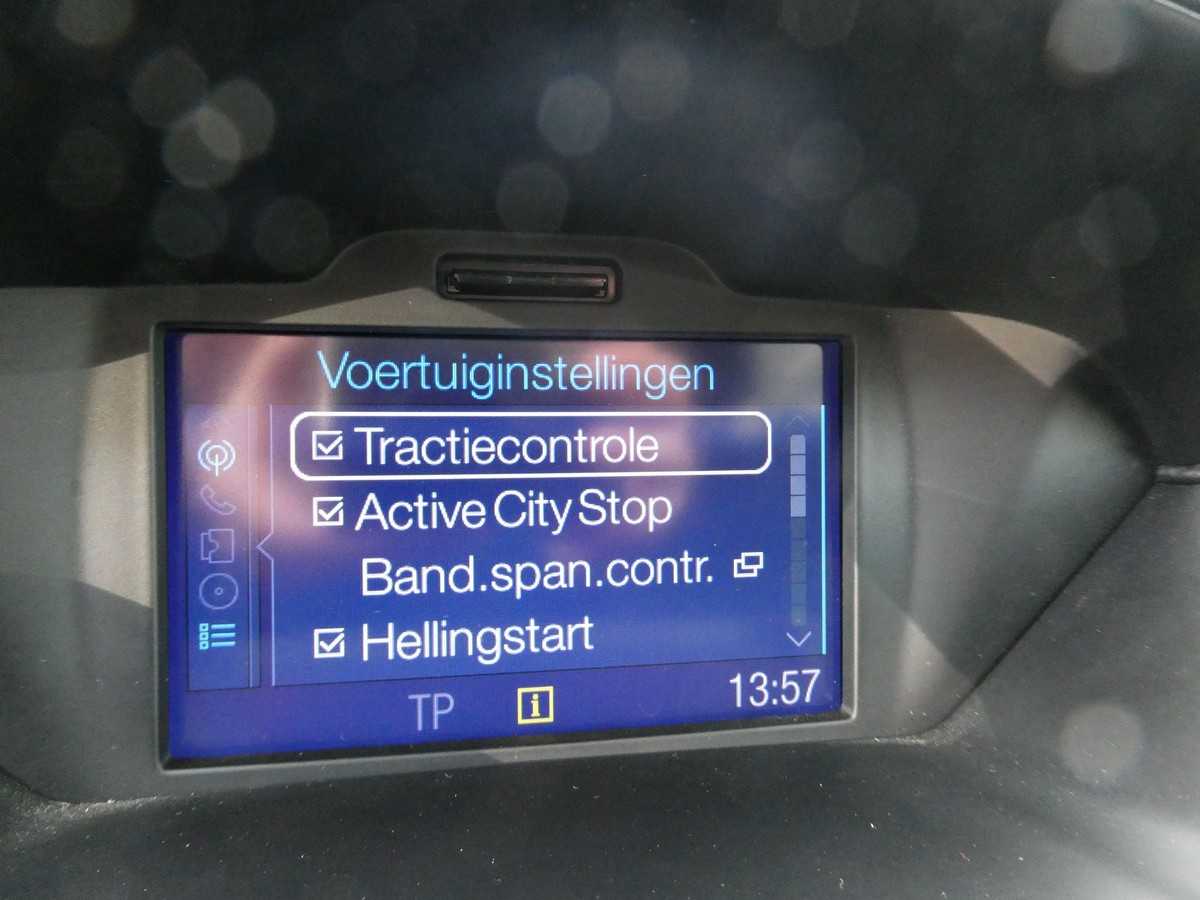 Voertuiginstellingen
Tractiecontrole
Active City Stop
Band.span.contr.
Hellingstart
TP i 13:57